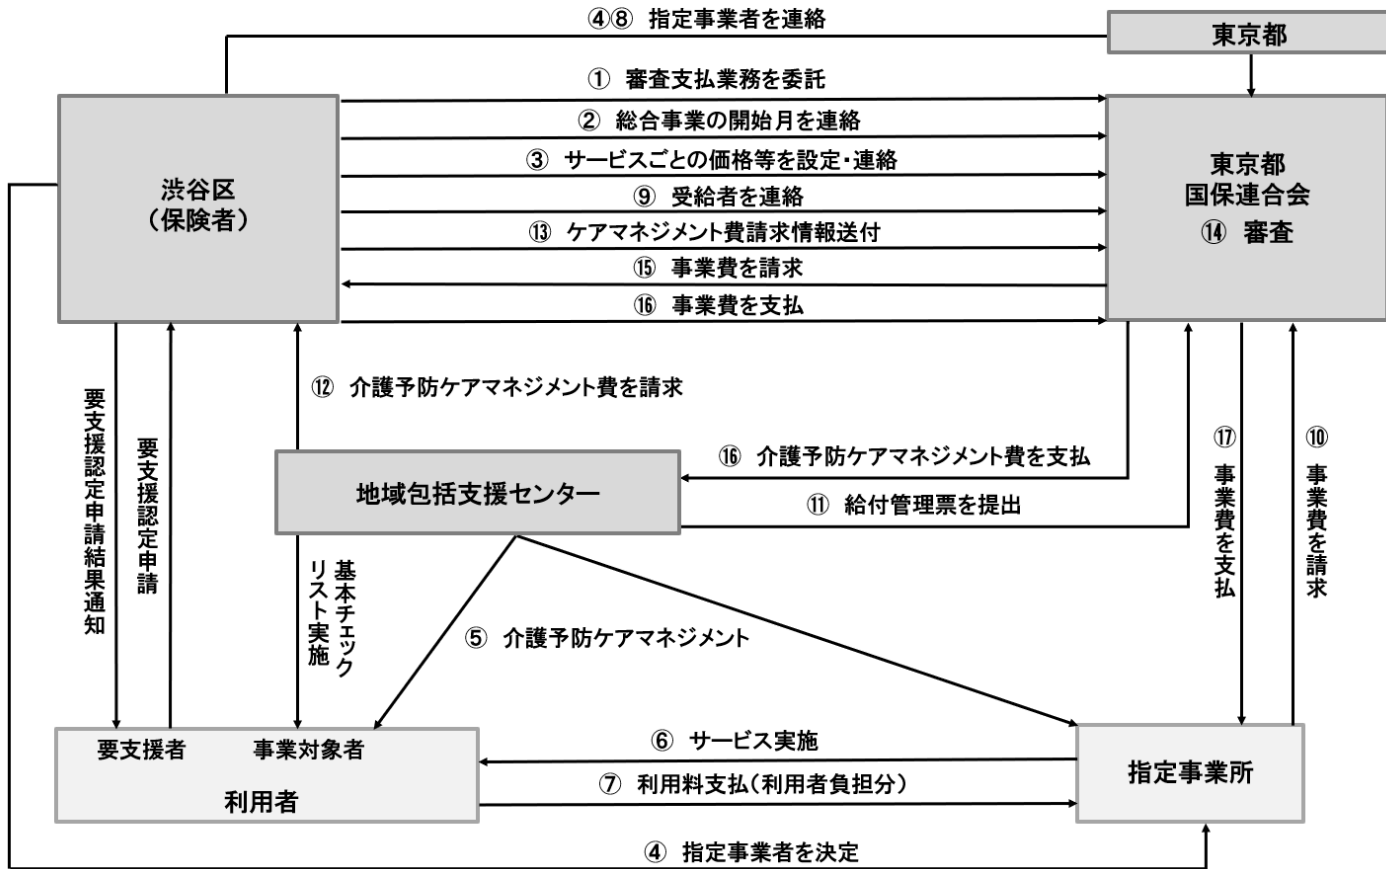 ④⑧ 指定事業者を連絡
東京都
① 審査支払業務を委託
② 総合事業の開始月を連絡
③ サービスごとの価格等を設定・連絡
⑨ 受給者を連絡
⑬ ケアマネジメント費請求情報送付
⑮ 事業費を請求
⑯ 事業費を支払
渋谷区
（保険者）
東京都
国保連合会
⑭ 審査
要支援認定申請結果通知
要支援認定申請
⑫ 介護予防ケアマネジメント費を請求
地域包括支援センター
⑯ 介護予防ケアマネジメント費を支払
⑪ 給付管理票を提出
⑰ 事業費を支払
⑩ 事業費を請求
基本チェック
リスト実施
⑤ 介護予防ケアマネジメント
要支援者
事業対象者
利用者
⑥ サービス実施
⑦ 利用料支払（利用者負担分）
指定事業所
④ 指定事業者を決定